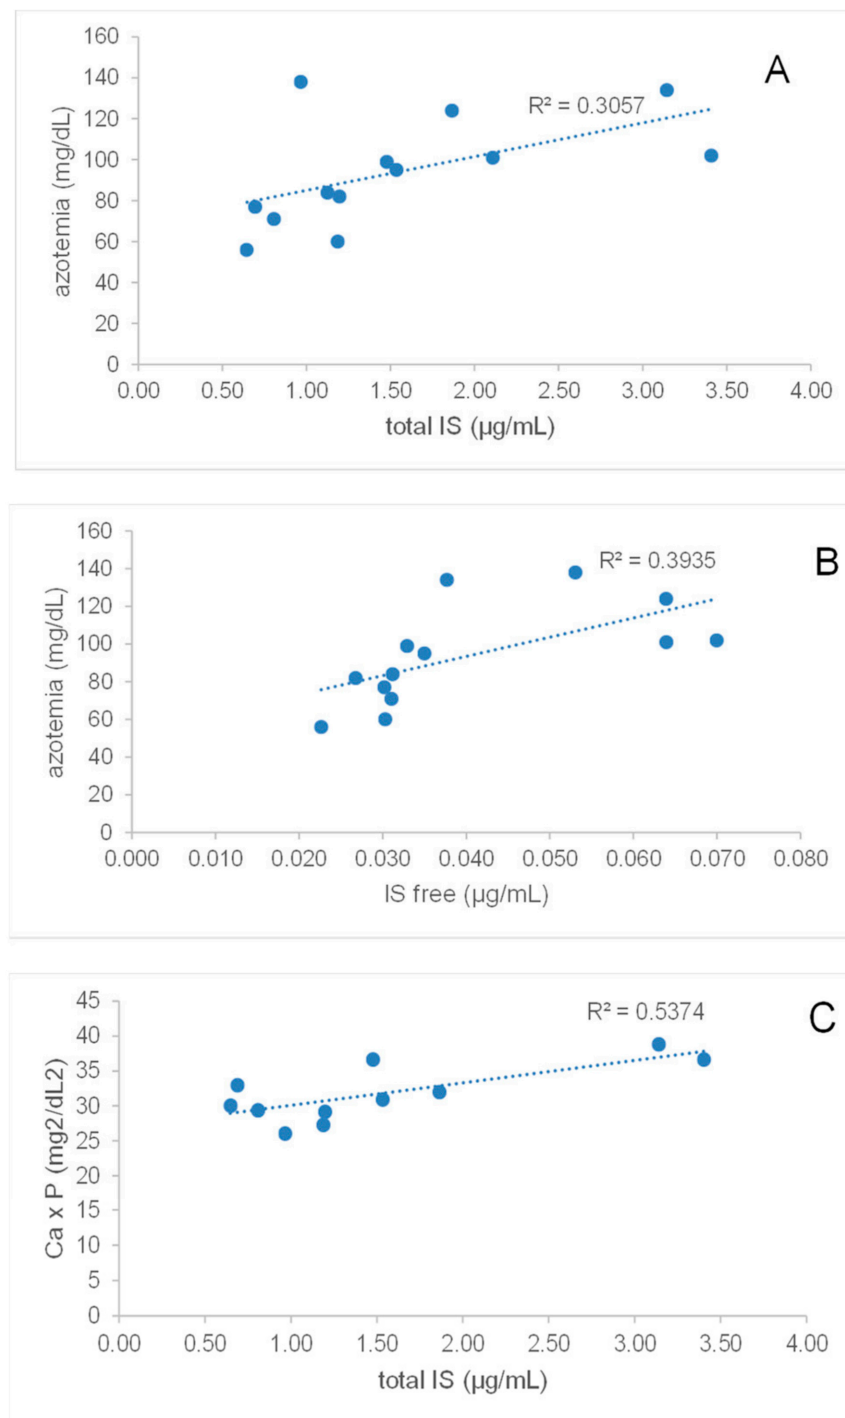 A
R² = 0.3057
160
140
120
100
80
60
40
20
0
azotemia (mg/dL)
0.00 0.50 1.00 1.50 2.00 2.50 3.00 3.50 4.00
total IS (µg/mL)
B
R² = 0.3935
160
140
120
100
80
60
40
20
0
azotemia (mg/dL)
0.000 0.010 0.020 0.030 0.040 0.050 0.060 0.070 0.080
IS free (µg/mL)
C
R² = 0.5374
45
40
35
30
25
20
15
10
5
0
Ca x P (mg2/dL2)
0.00 0.50 1.00 1.50 2.00 2.50 3.00 3.50 4.00
total IS (µg/mL)